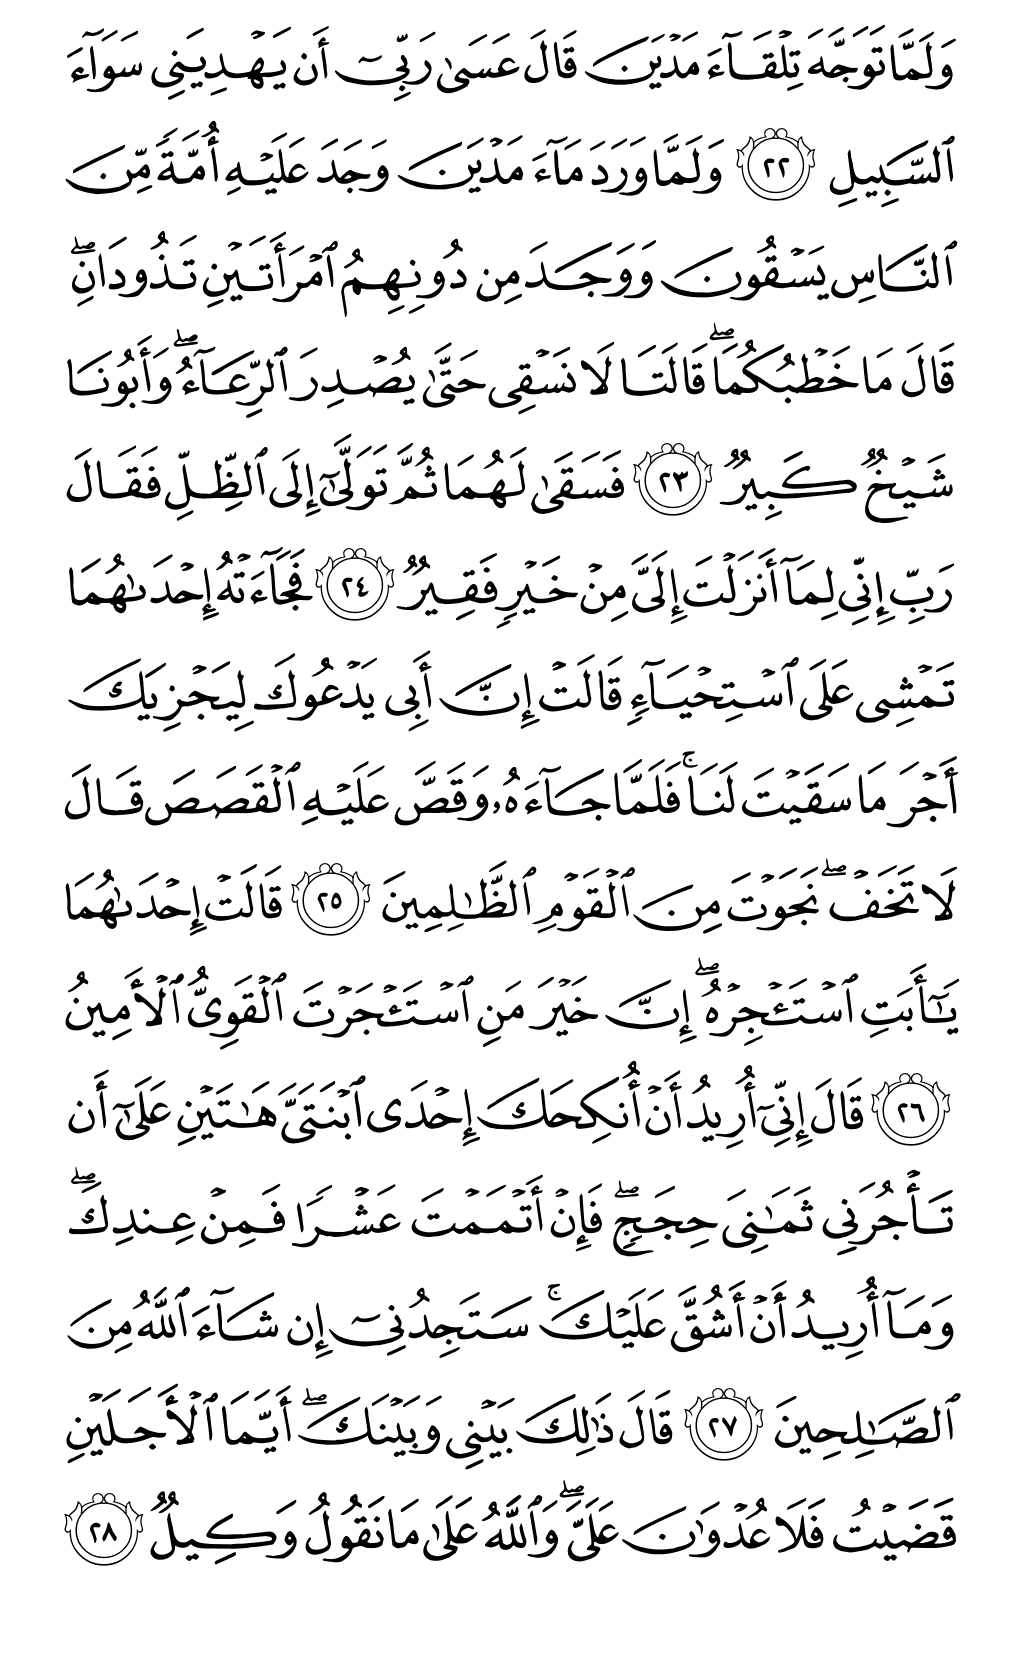 وَلَمَّا تَوَجَّهَ تِلْقَآءَ مَدْيَنَ قَالَ عَسَىٰ رَبِّىٓ أَن يَهْدِيَنِى سَوَآءَ
ٱلسَّبِيلِ ٢٢ وَلَمَّا وَرَدَ مَآءَ مَدْيَنَ وَجَدَ عَلَيْهِ أُمَّةً مِّنَ
ٱلنَّاسِ يَسْقُونَ وَوَجَدَ مِن دُونِهِمُ ٱمْرَأَتَيْنِ تَذُودَانِۖ
قَالَ مَا خَطْبُكُمَاۖ قَالَتَا لَا نَسْقِى حَتَّىٰ يُصْدِرَ ٱلرِّعَآءُۖ وَأَبُونَا
شَيْخٌ كَبِيرٌ ٢٣ فَسَقَىٰ لَهُمَا ثُمَّ تَوَلَّىٰٓ إِلَى ٱلظِّلِّ فَقَالَ
رَبِّ إِنِّى لِمَآ أَنزَلْتَ إِلَىَّ مِنْ خَيْرٍ فَقِيرٌ ٢٤ فَجَآءَتْهُ إِحْدَىٰهُمَا
تَمْشِى عَلَى ٱسْتِحْيَآءٍ قَالَتْ إِنَّ أَبِى يَدْعُوكَ لِيَجْزِيَكَ
أَجْرَ مَا سَقَيْتَ لَنَاۚ فَلَمَّا جَآءَهُۥ وَقَصَّ عَلَيْهِ ٱلْقَصَصَ قَالَ
لَا تَخَفْۖ نَجَوْتَ مِنَ ٱلْقَوْمِ ٱلظَّٰلِمِينَ ٢٥ قَالَتْ إِحْدَىٰهُمَا
يَٰٓأَبَتِ ٱسْتَـْٔجِرْهُۖ إِنَّ خَيْرَ مَنِ ٱسْتَـْٔجَرْتَ ٱلْقَوِىُّ ٱلْأَمِينُ
٢٦ قَالَ إِنِّىٓ أُرِيدُ أَنْ أُنكِحَكَ إِحْدَى ٱبْنَتَىَّ هَٰتَيْنِ عَلَىٰٓ أَن
تَأْجُرَنِى ثَمَٰنِىَ حِجَجٍۖ فَإِنْ أَتْمَمْتَ عَشْرًا فَمِنْ عِندِكَۖ
وَمَآ أُرِيدُ أَنْ أَشُقَّ عَلَيْكَۚ سَتَجِدُنِىٓ إِن شَآءَ ٱللَّهُ مِنَ
ٱلصَّٰلِحِينَ ٢٧ قَالَ ذَٰلِكَ بَيْنِى وَبَيْنَكَۖ أَيَّمَا ٱلْأَجَلَيْنِ
قَضَيْتُ فَلَا عُدْوَٰنَ عَلَىَّۖ وَٱللَّهُ عَلَىٰ مَا نَقُولُ وَكِيلٌ ٢٨